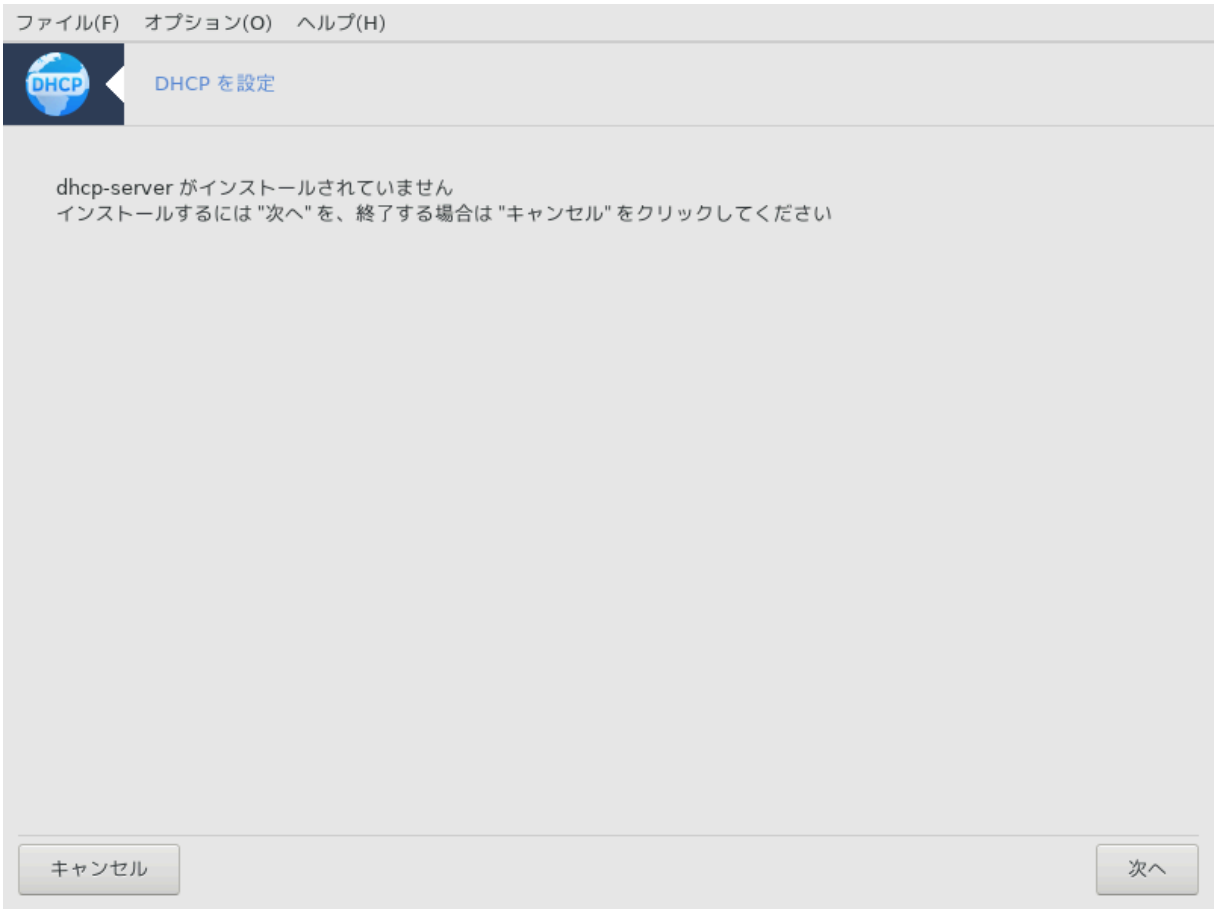 ファイル(F) オプション(O) ヘルプ(H)
DHCP
DHCP を設定
dhcp-server がインストールされていません
インストールするには "次へ" を、終了する場合は "キャンセル" をクリックしてください
キャンセル
次へ